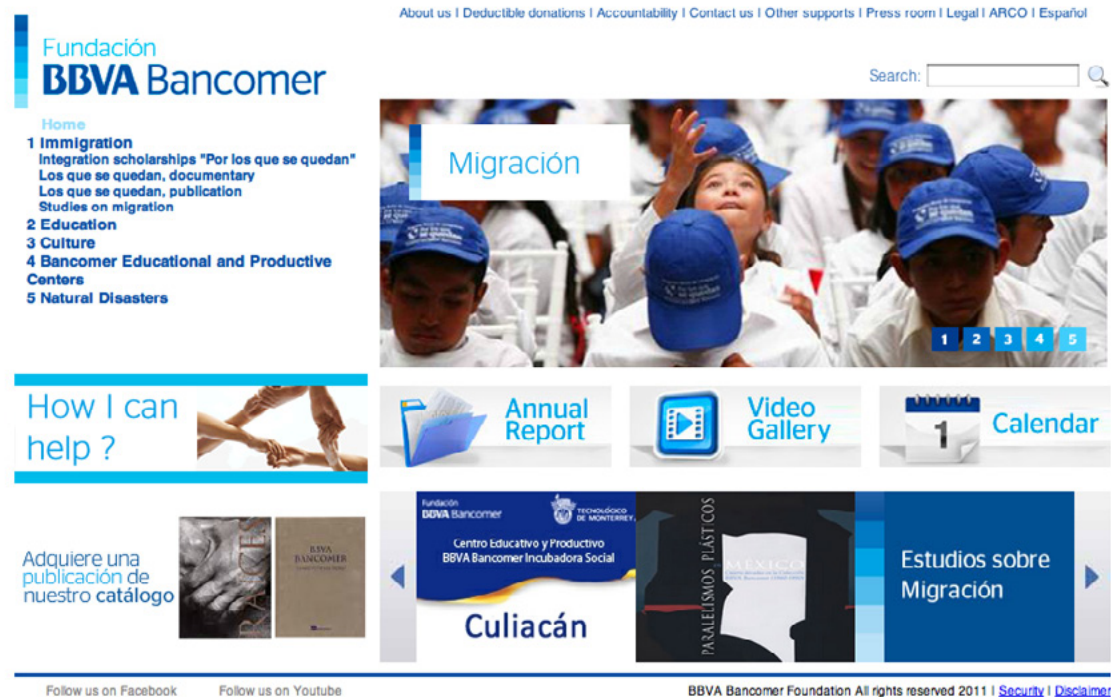 About us | Deductible donations | Accountability | Contact us | Other supports | Press room | Legal | ARCO | Español
Fundación
BBVA Bancomer
Search:
Home
1 Immigration
Integration scholarships "Por los que se quedan"
Los que se quedan, documentary
Los que se quedan, publication
Studies on migration
2 Education
3 Culture
4 Bancomer Educational and Productive
Centers
5 Natural Disasters
Migración
Por los que
se quedan
1 2 3 4 5
How I can
help ?
Annual
Report
Video
Gallery
1
Calendar
Adquiere una
publicación de
nuestro catálogo
RAÍCES
BBVA
BANCOMER
Fundación
BBVA Bancomer
TECNOLÓGICO
DE MONTERREY.
Centro Educativo y Productivo
BBVA Bancomer Incubadora Social
Culiacán
PARALELISMOS PLÁSTICOS
MÉXICO
Estudios sobre
Migración
Follow us on Facebook
Follow us on Youtube
BBVA Bancomer Foundation All rights reserved 2011 | Security | Disclaimer